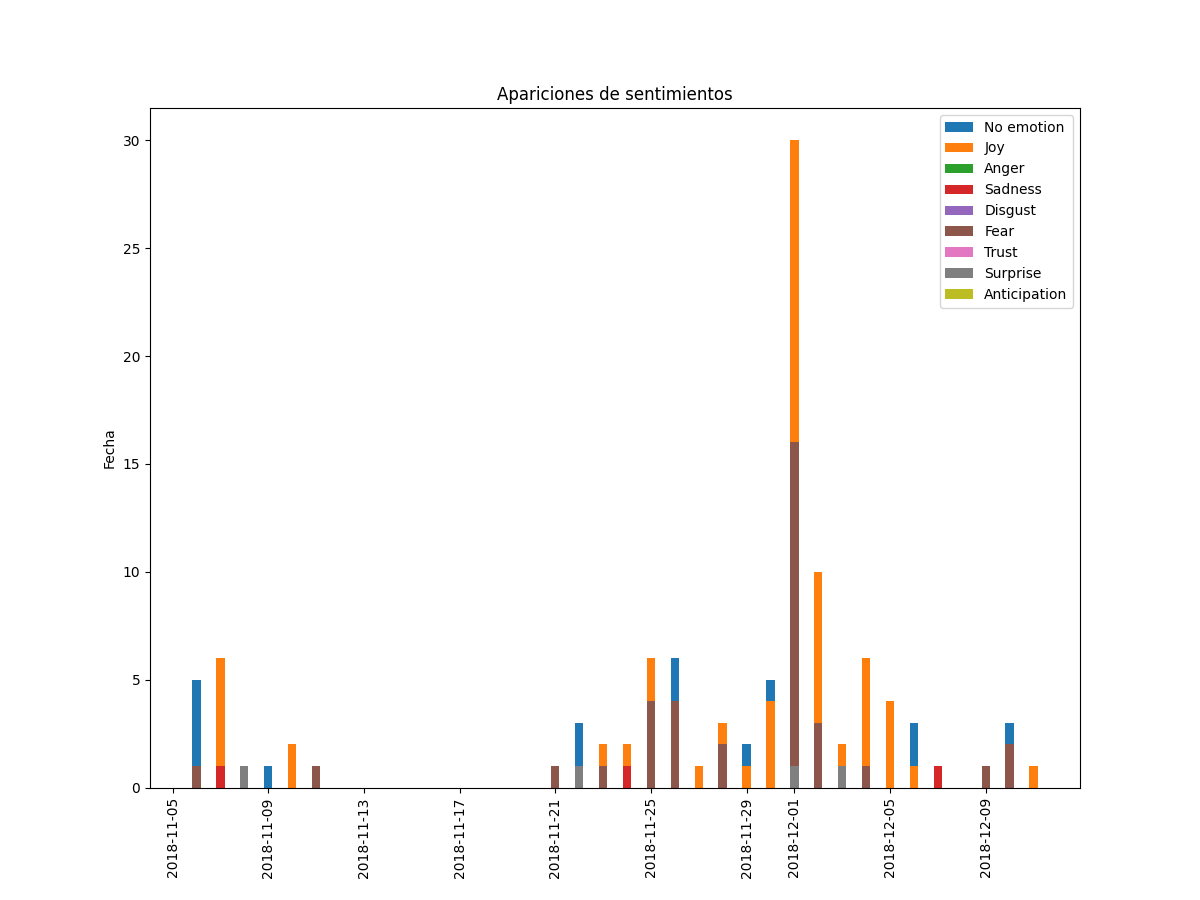 Apariciones de sentimientos
No emotion
Joy
Anger
Sadness
Disgust
Fear
Trust
Surprise
Anticipation
Fecha
30
25
20
15
10
5
0
2018-11-05
2018-11-09
2018-11-13
2018-11-17
2018-11-21
2018-11-25
2018-11-29
2018-12-01
2018-12-05
2018-12-09